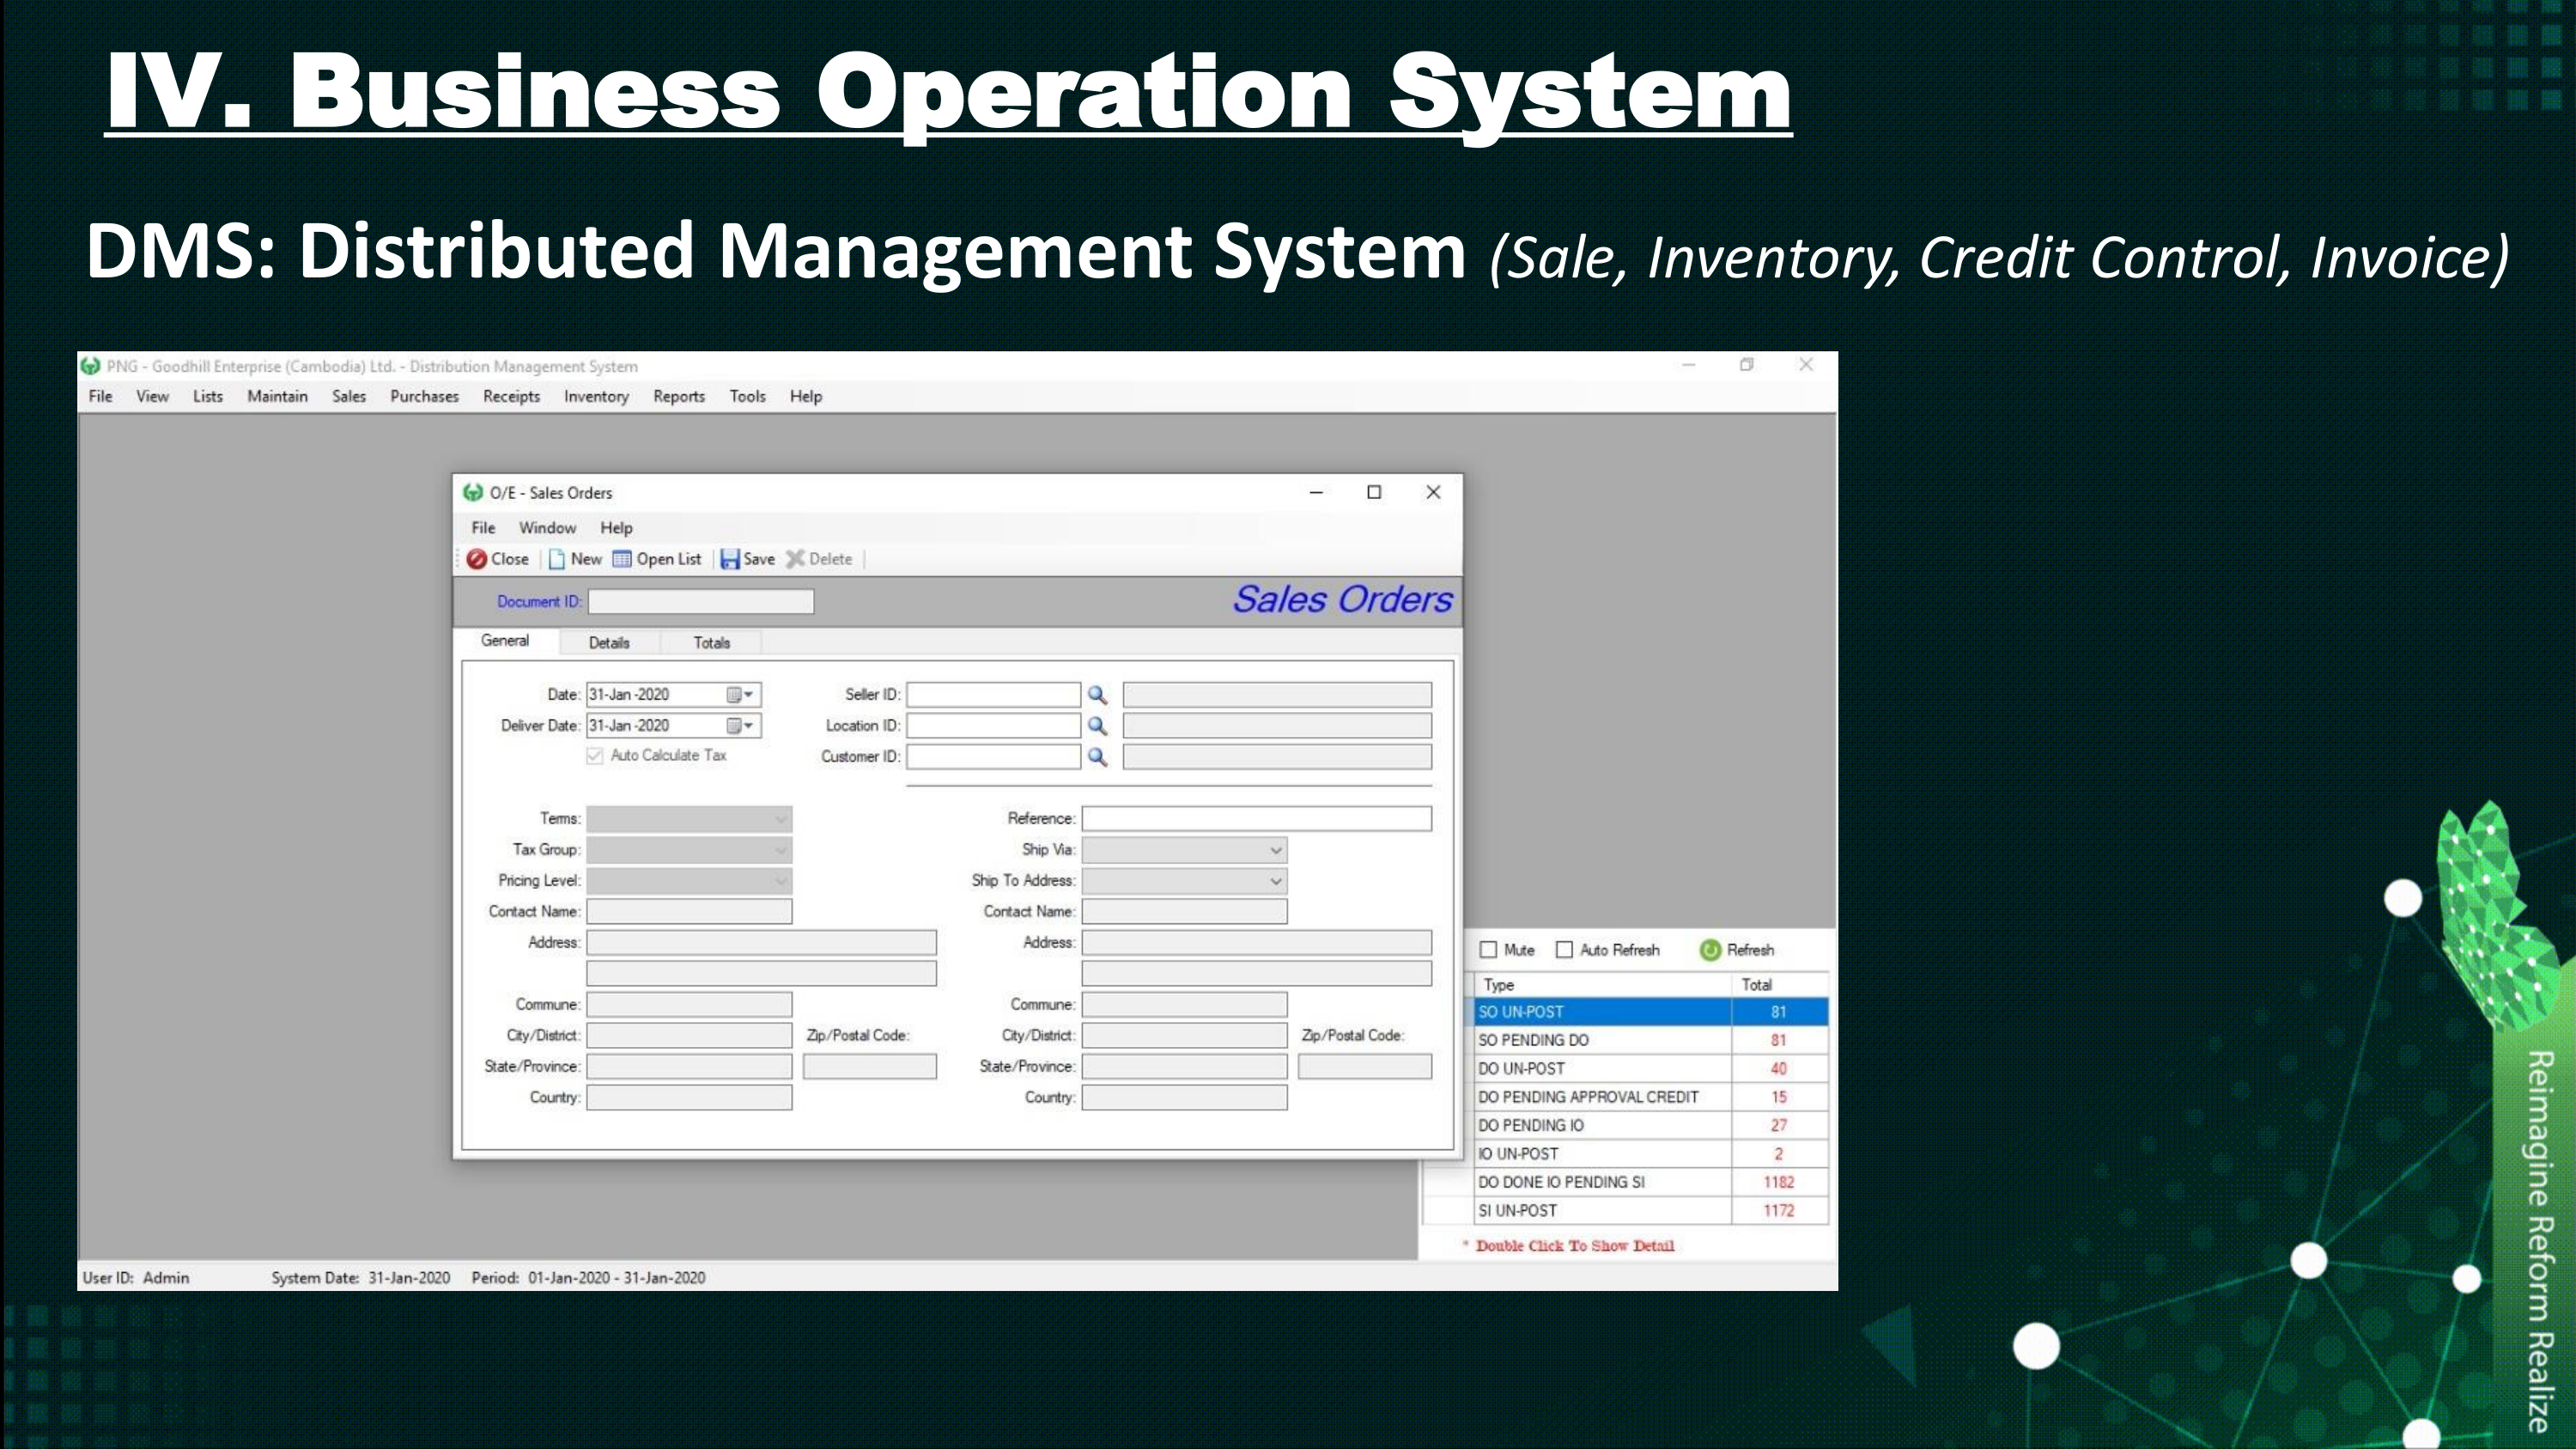 IV. Business Operation System
DMS: Distributed Management System (Sale, Inventory, Credit Control, Invoice)
PNG - Goodhill Enterprise (Cambodia) Ltd. - Distribution Management System
File View Lists Maintain Sales Purchases Receipts Inventory Reports Tools Help
O/E - Sales Orders
File Window Help
Close New Open List Save Delete
Document ID: Sales Orders
General Details Totals
Date: 31-Jan -2020 Seller ID:
Deliver Date: 31-Jan -2020 Location ID:
Auto Calculate Tax Customer ID:
Terms: Reference:
Tax Group: Ship Via:
Pricing Level: Ship To Address:
Contact Name: Contact Name:
Address: Address:
Commune: Commune:
City/District: Zip/Postal Code: City/District: Zip/Postal Code:
State/Province: State/Province:
Country: Country:
Mute Auto Refresh Refresh
Type Total
SO UN-POST 81
SO PENDING DO 81
DO UN-POST 40
DO PENDING APPROVAL CREDIT 15
DO PENDING IO 27
IO UN-POST 2
DO DONE IO PENDING SI 1182
SI UN-POST 1172
* Double Click To Show Detail
User ID: Admin System Date: 31-Jan-2020 Period: 01-Jan-2020 - 31-Jan-2020
Reimagine Reform Realize